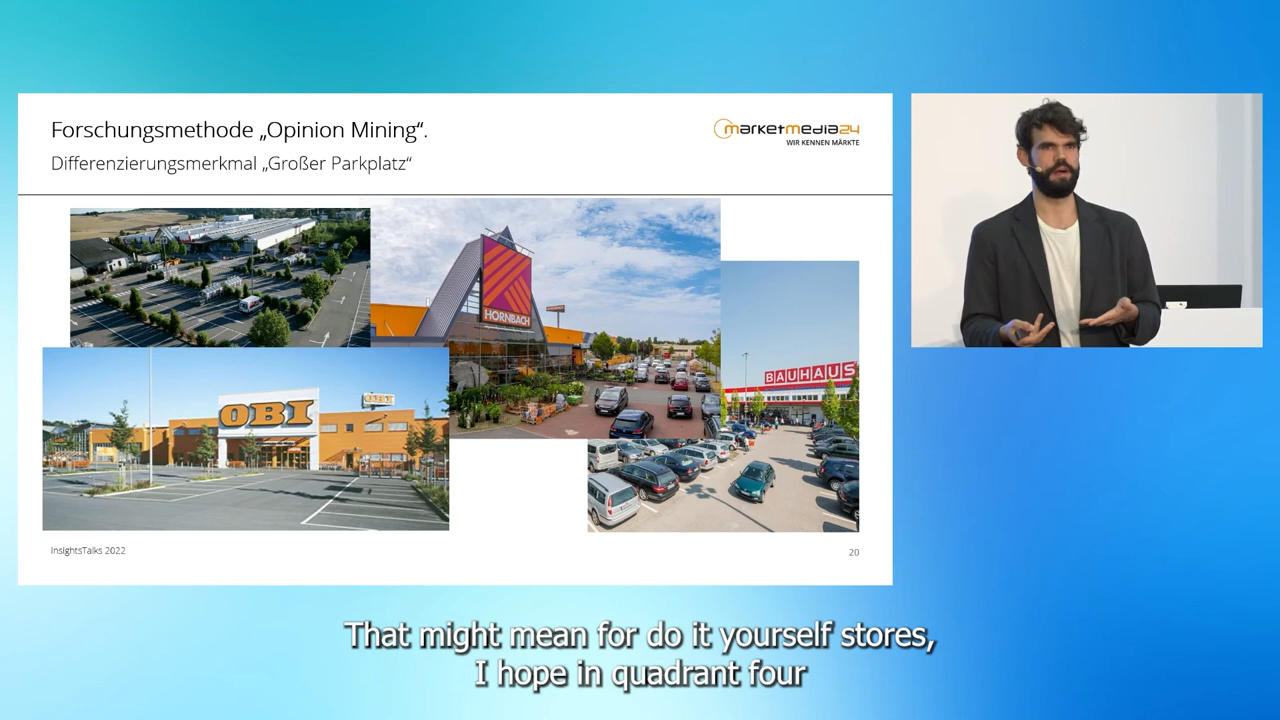 Forschungsmethode „Opinion Mining“.
Differenzierungsmerkmal „Großer Parkplatz“
marketmedia24
WIR KENNEN MÄRKTE
HORNBACH
BAUHAUS
OBI
OBI
InsightsTalks 2022
20
That might mean for do it yourself stores,
I hope in quadrant four